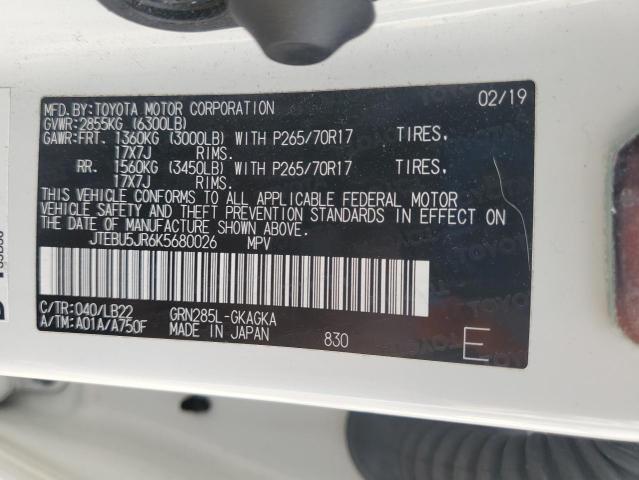 MFD.BY:TOYOTA MOTOR CORPORATION 02/19
GVWR:2855KG (6300LB)
GAWR:FRT. 1360KG (3000LB) WITH P265/70R17 TIRES.
17X7J RIMS.
RR. 1560KG (3450LB) WITH P265/70R17 TIRES.
17X7J RIMS.
THIS VEHICLE CONFORMS TO ALL APPLICABLE FEDERAL MOTOR
VEHICLE SAFETY AND THEFT PREVENTION STANDARDS IN EFFECT ON
THE DATE OF MANUFACTURE SHOWN ABOVE.
JTEBU5JR6K5680026 MPV
C/TR:040/LB22 GRN285L-GKAGKA
A/TM:A01A/A750F MADE IN JAPAN 830 E